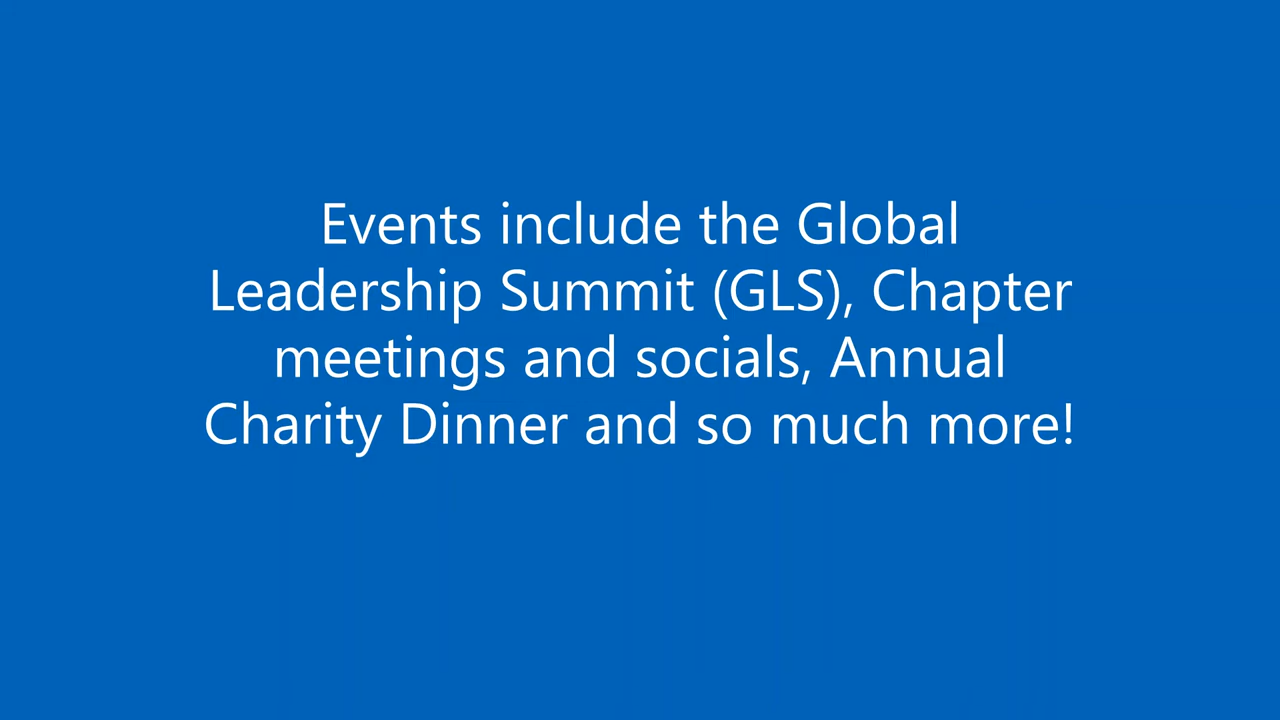 Events include the Global
Leadership Summit (GLS), Chapter
meetings and socials, Annual
Charity Dinner and so much more!